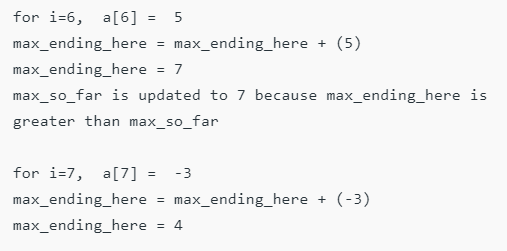 for i=6,  a[6] =  5
max_ending_here = max_ending_here + (5)
max_ending_here = 7
max_so_far is updated to 7 because max_ending_here is
greater than max_so_far

for i=7,  a[7] =  -3
max_ending_here = max_ending_here + (-3)
max_ending_here = 4